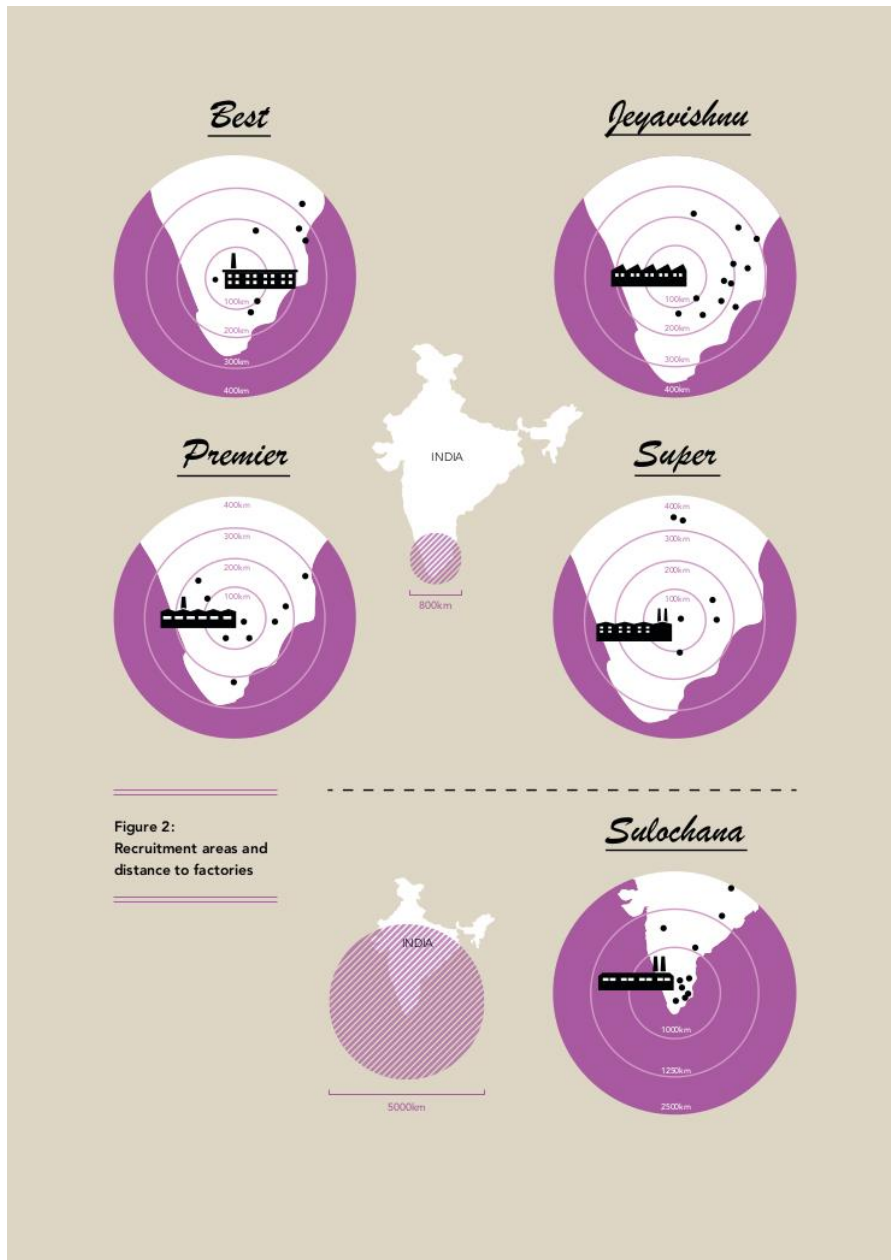 Best
100km
200km
300km
400km
Jeyavishnu
100km
200km
300km
400km
INDIA
800km
Premier
400km
300km
200km
100km
Super
400km
300km
200km
100km
Figure 2:
Recruitment areas and
distance to factories
INDIA
5000km
Sulochana
1000km
1250km
2500km